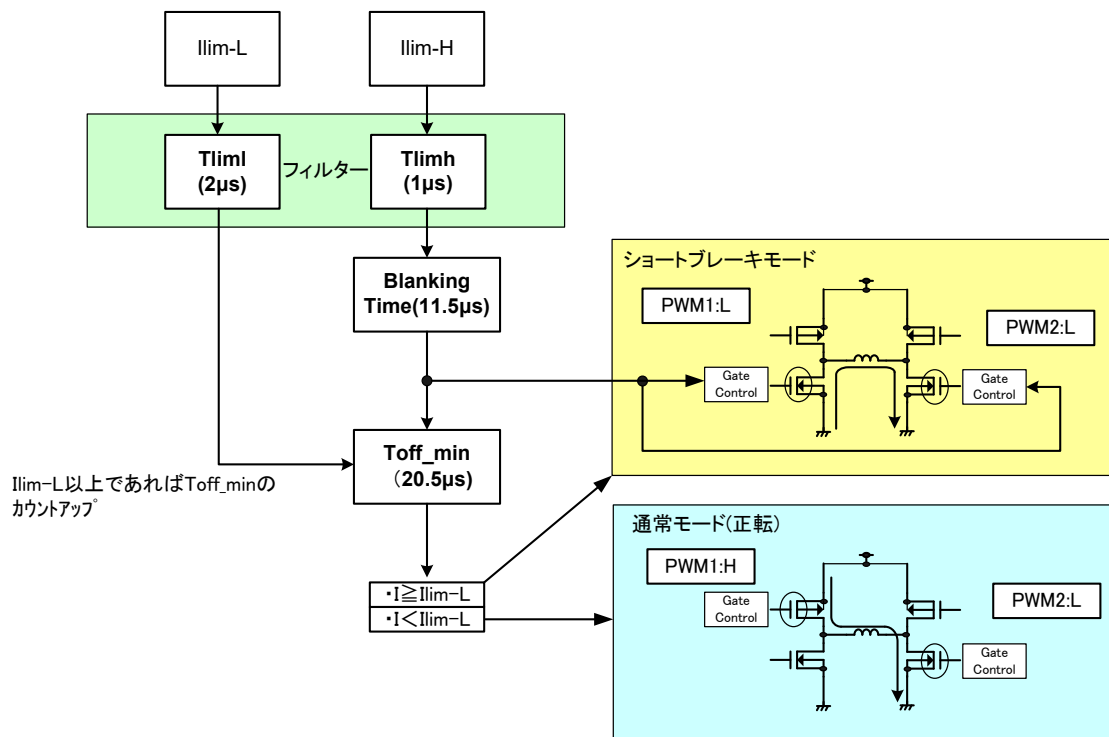 Ilim-L
Ilim-H
Tliml
(2μs)
フィルター
Tlimh
(1μs)
Blanking
Time(11.5μs)
Toff_min
(20.5μs)
Ilim-L以上であればToff_minの
ｶｳﾝﾄｱｯﾌﾟ
・I≧Ilim-L
・I<Ilim-L
ショートブレーキモード
PWM1:L
PWM2:L
Gate
Control
Gate
Control
通常モード(正転)
PWM1:H
PWM2:L
Gate
Control
Gate
Control